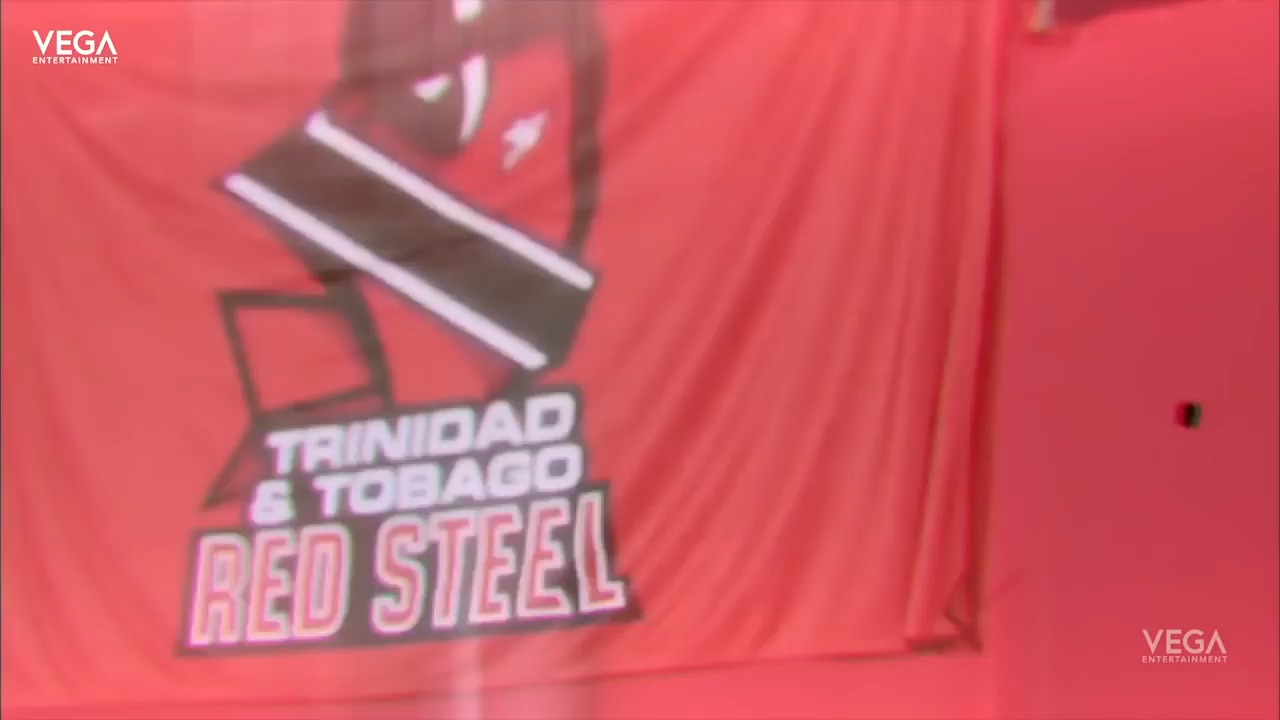 VEGA
ENTERTAINMENT
TRINIDAD
& TOBAGO
RED STEEL
VEGA
ENTERTAINMENT